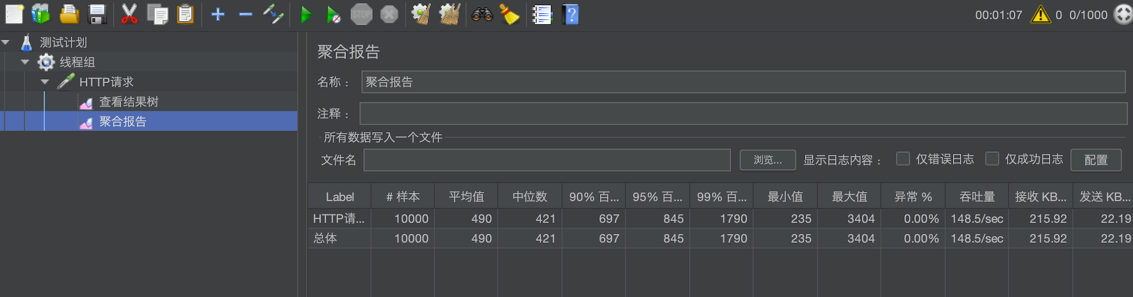 STOP
00:01:07
0 0/1000
测试计划
线程组
HTTP请求
查看结果树
聚合报告
聚合报告
名称： 聚合报告
注释：
所有数据写入一个文件
文件名 浏览... 显示日志内容： 仅错误日志 仅成功日志 配置
Label # 样本 平均值 中位数 90% 百... 95% 百... 99% 百... 最小值 最大值 异常 % 吞吐量 接收 KB... 发送 KB...
HTTP请... 10000 490 421 697 845 1790 235 3404 0.00% 148.5/sec 215.92 22.19
总体 10000 490 421 697 845 1790 235 3404 0.00% 148.5/sec 215.92 22.19